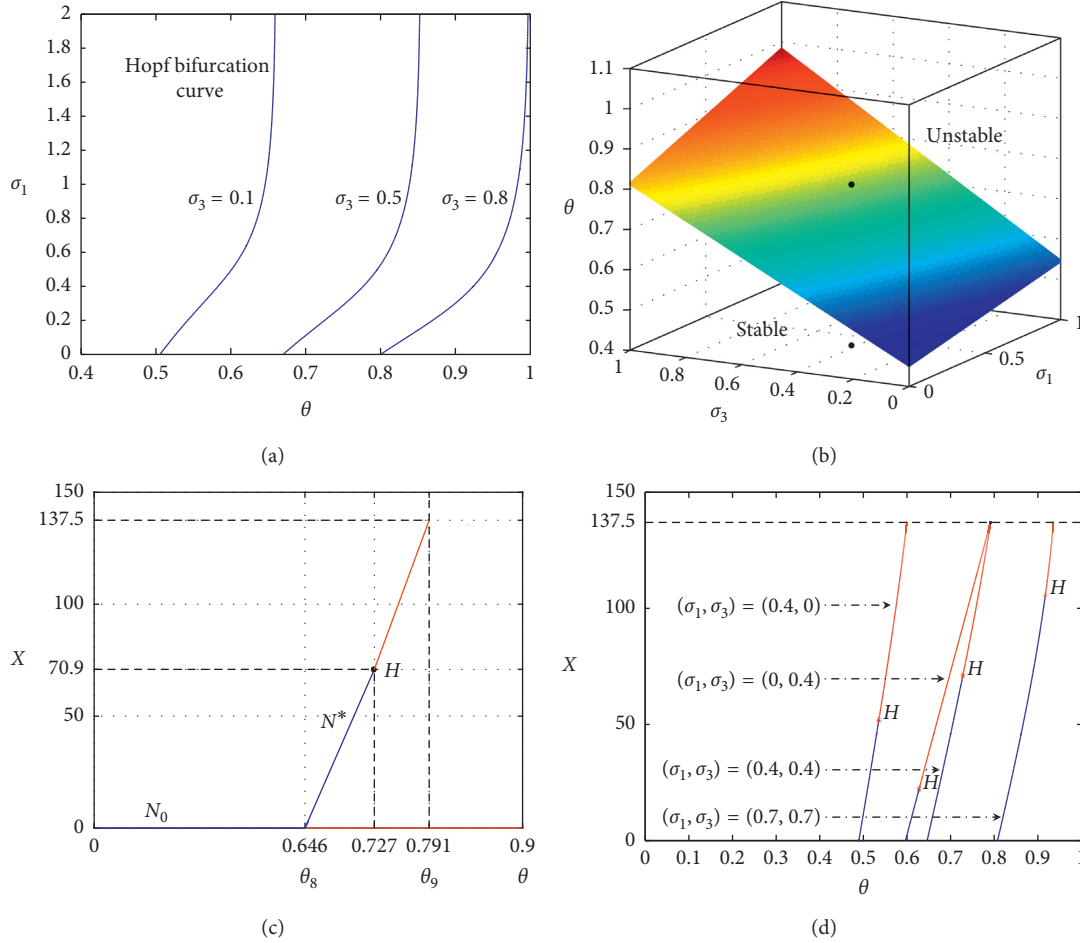 2
1.8
1.6
1.4
1.2
1
0.8
0.6
0.4
0.2
0
σ1
Hopf bifurcation
curve
σ3 = 0.1
σ3 = 0.5
σ3 = 0.8
0.4 0.5 0.6 0.7 0.8 0.9 1
θ
(a)
1.1
1
0.9
0.8
0.7
0.6
0.5
0.4
θ
Unstable
Stable
1 0.8 0.6 0.4 0.2 0
σ3
0 0.5 1
σ1
(b)
150
137.5
100
X
70.9
50
0
H
N*
N0
0 0.646 0.727 0.791 0.9
θ8 θ9 θ
(c)
150
137.5
100
X
50
0
(σ1, σ3) = (0.4, 0)
(σ1, σ3) = (0, 0.4)
(σ1, σ3) = (0.4, 0.4)
(σ1, σ3) = (0.7, 0.7)
H
H
H
H
0 0.1 0.2 0.3 0.4 0.5 0.6 0.7 0.8 0.9 1
θ
(d)